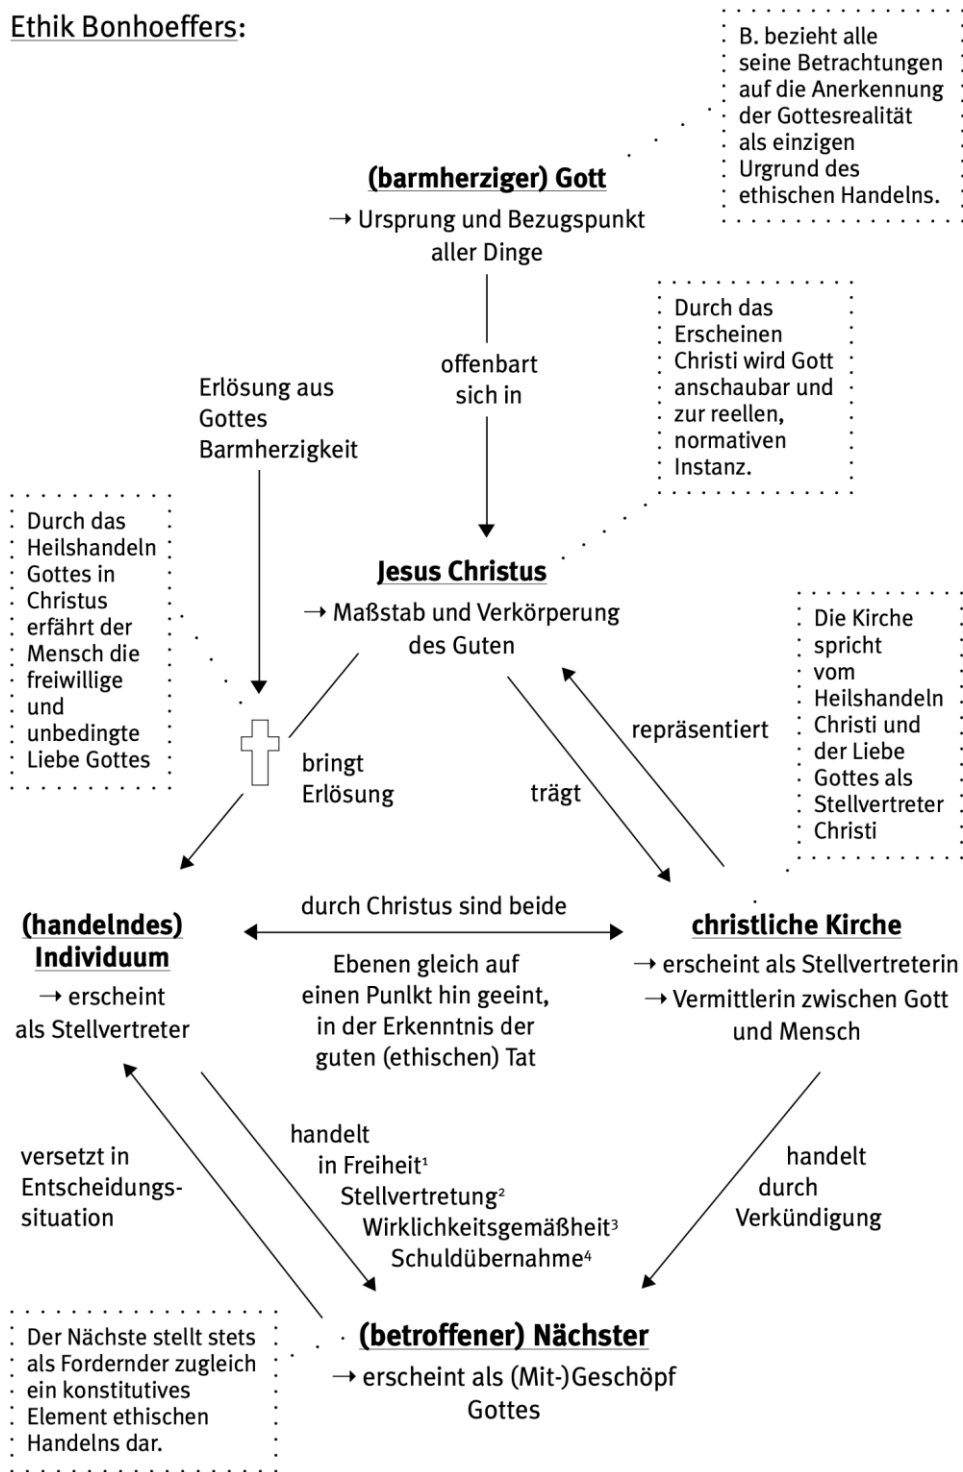 Ethik Bonhoeffers:
B. bezieht alle
seine Betrachtungen
auf die Anerkennung
der Gottesrealität
als einzigen
Urgrund des
ethischen Handelns.
(barmherziger) Gott
→ Ursprung und Bezugspunkt
aller Dinge
offenbart
sich in
Durch das
Erscheinen
Christi wird Gott
anschaubar und
zur reellen,
normativen
Instanz.
Erlösung aus
Gottes
Barmherzigkeit
Durch das
Heilshandeln
Gottes in
Christus
erfährt der
Mensch die
freiwillige
und
unbedingte
Liebe Gottes
Jesus Christus
→ Maßstab und Verkörperung
des Guten
bringt
Erlösung
trägt
repräsentiert
Die Kirche
spricht
vom
Heilshandeln
Christi und
der Liebe
Gottes als
Stellvertreter
Christi
(handelndes)
Individuum
→ erscheint
als Stellvertreter
durch Christus sind beide
Ebenen gleich auf
einen Punlkt hin geeint,
in der Erkenntnis der
guten (ethischen) Tat
christliche Kirche
→ erscheint als Stellvertreterin
→ Vermittlerin zwischen Gott
und Mensch
versetzt in
Entscheidungs-
situation
handelt
in Freiheit¹
Stellvertretung²
Wirklichkeitsgemäßheit³
Schuldübernahme⁴
handelt
durch
Verkündigung
(betroffener) Nächster
→ erscheint als (Mit-)Geschöpf
Gottes
Der Nächste stellt stets
als Fordernder zugleich
ein konstitutives
Element ethischen
Handelns dar.